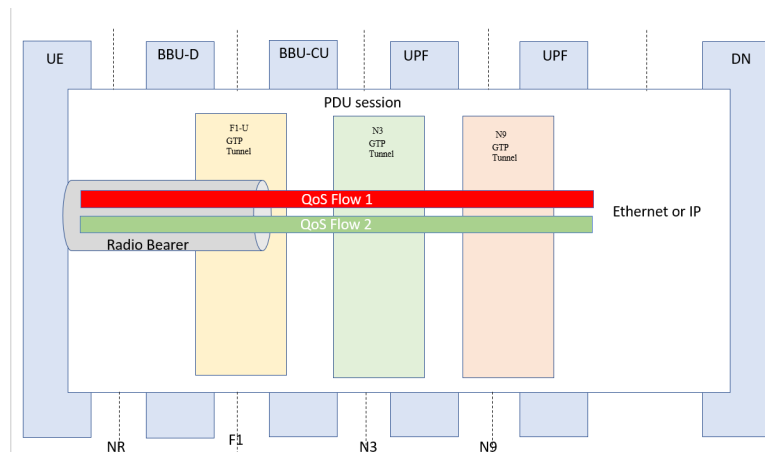 UE
BBU-D
BBU-CU
UPF
UPF
DN
PDU session
F1-U
GTP
Tunnel
N3
GTP
Tunnel
N9
GTP
Tunnel
QoS Flow 1
QoS Flow 2
Ethernet or IP
Radio Bearer
NR
F1
N3
N9